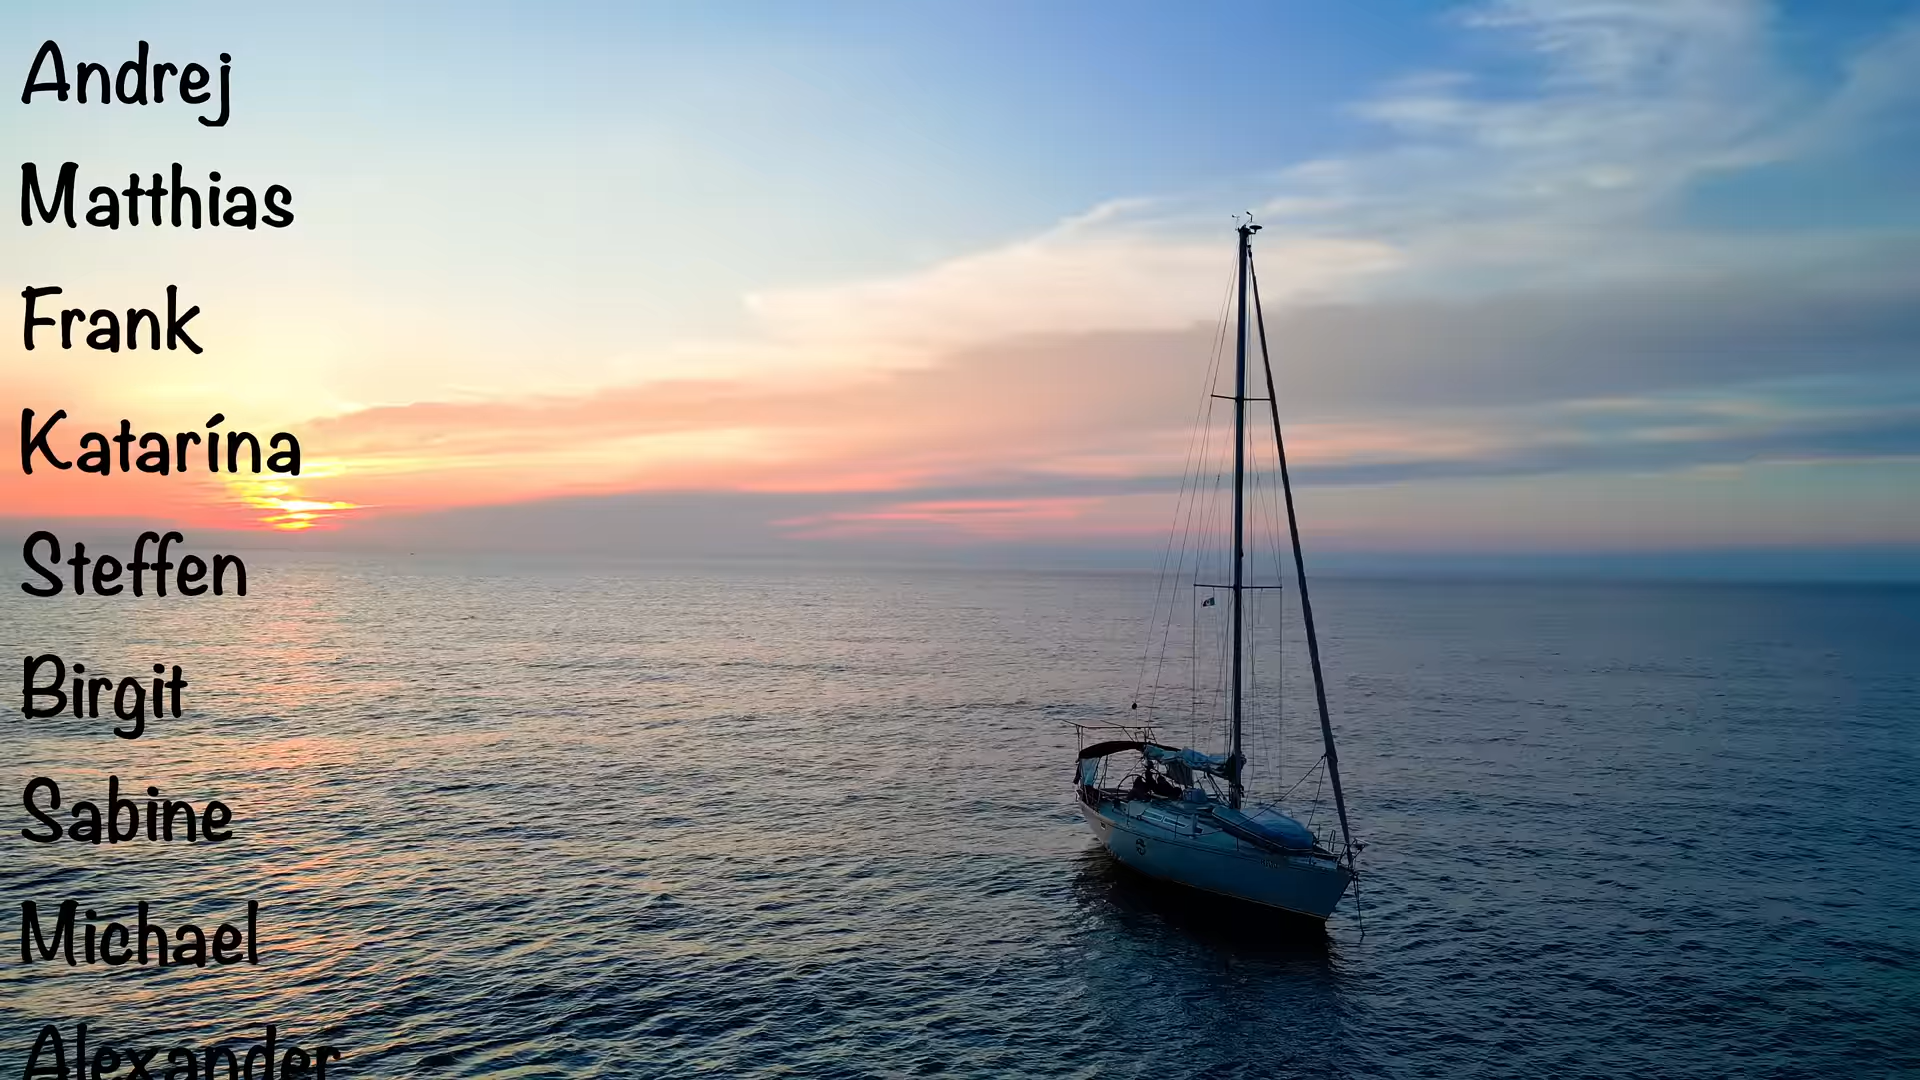 Andrej
Matthias
Frank
Katarína
Steffen
Birgit
Sabine
Michael
Alexander